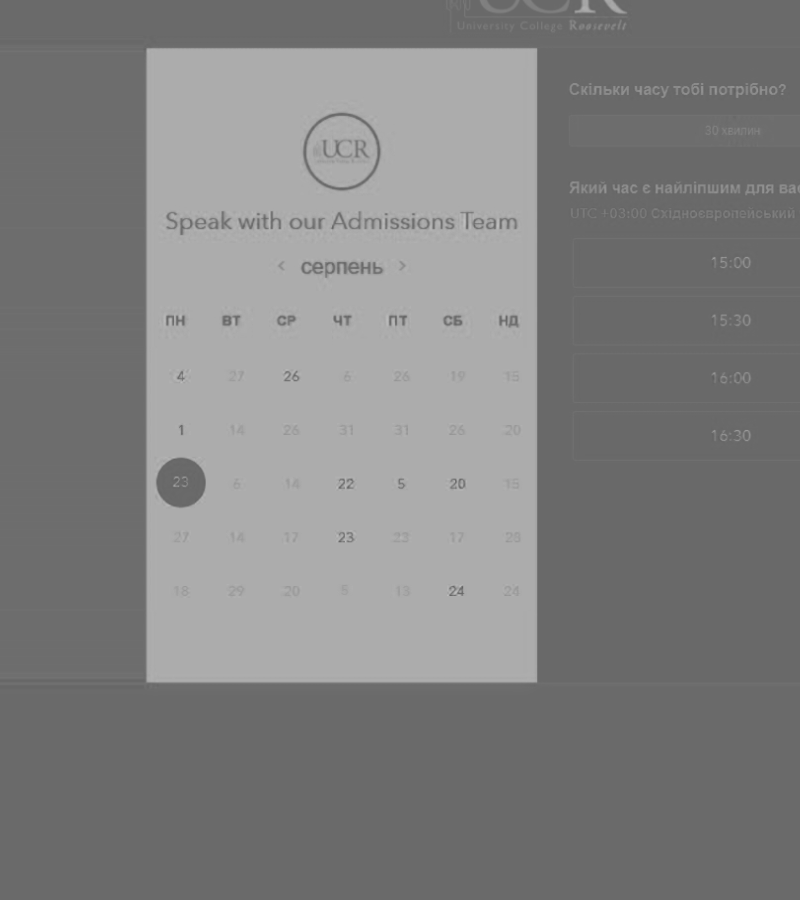 UCR
University College Roosevelt
UCR
Speak with our Admissions Team
< серпень >
ПН ВТ СР ЧТ ПТ СБ НД
4 27 26 6 26 19 15
1 14 26 31 31 26 20
23 6 14 22 5 20 15
27 14 17 23 23 17 28
18 29 20 13 24 24
Скільки часу тобі потрібно?
30 хвилин
Який час є найліпшим для вас
UTC +03:00 Східноєвропейський
15:00
15:30
16:00
16:30